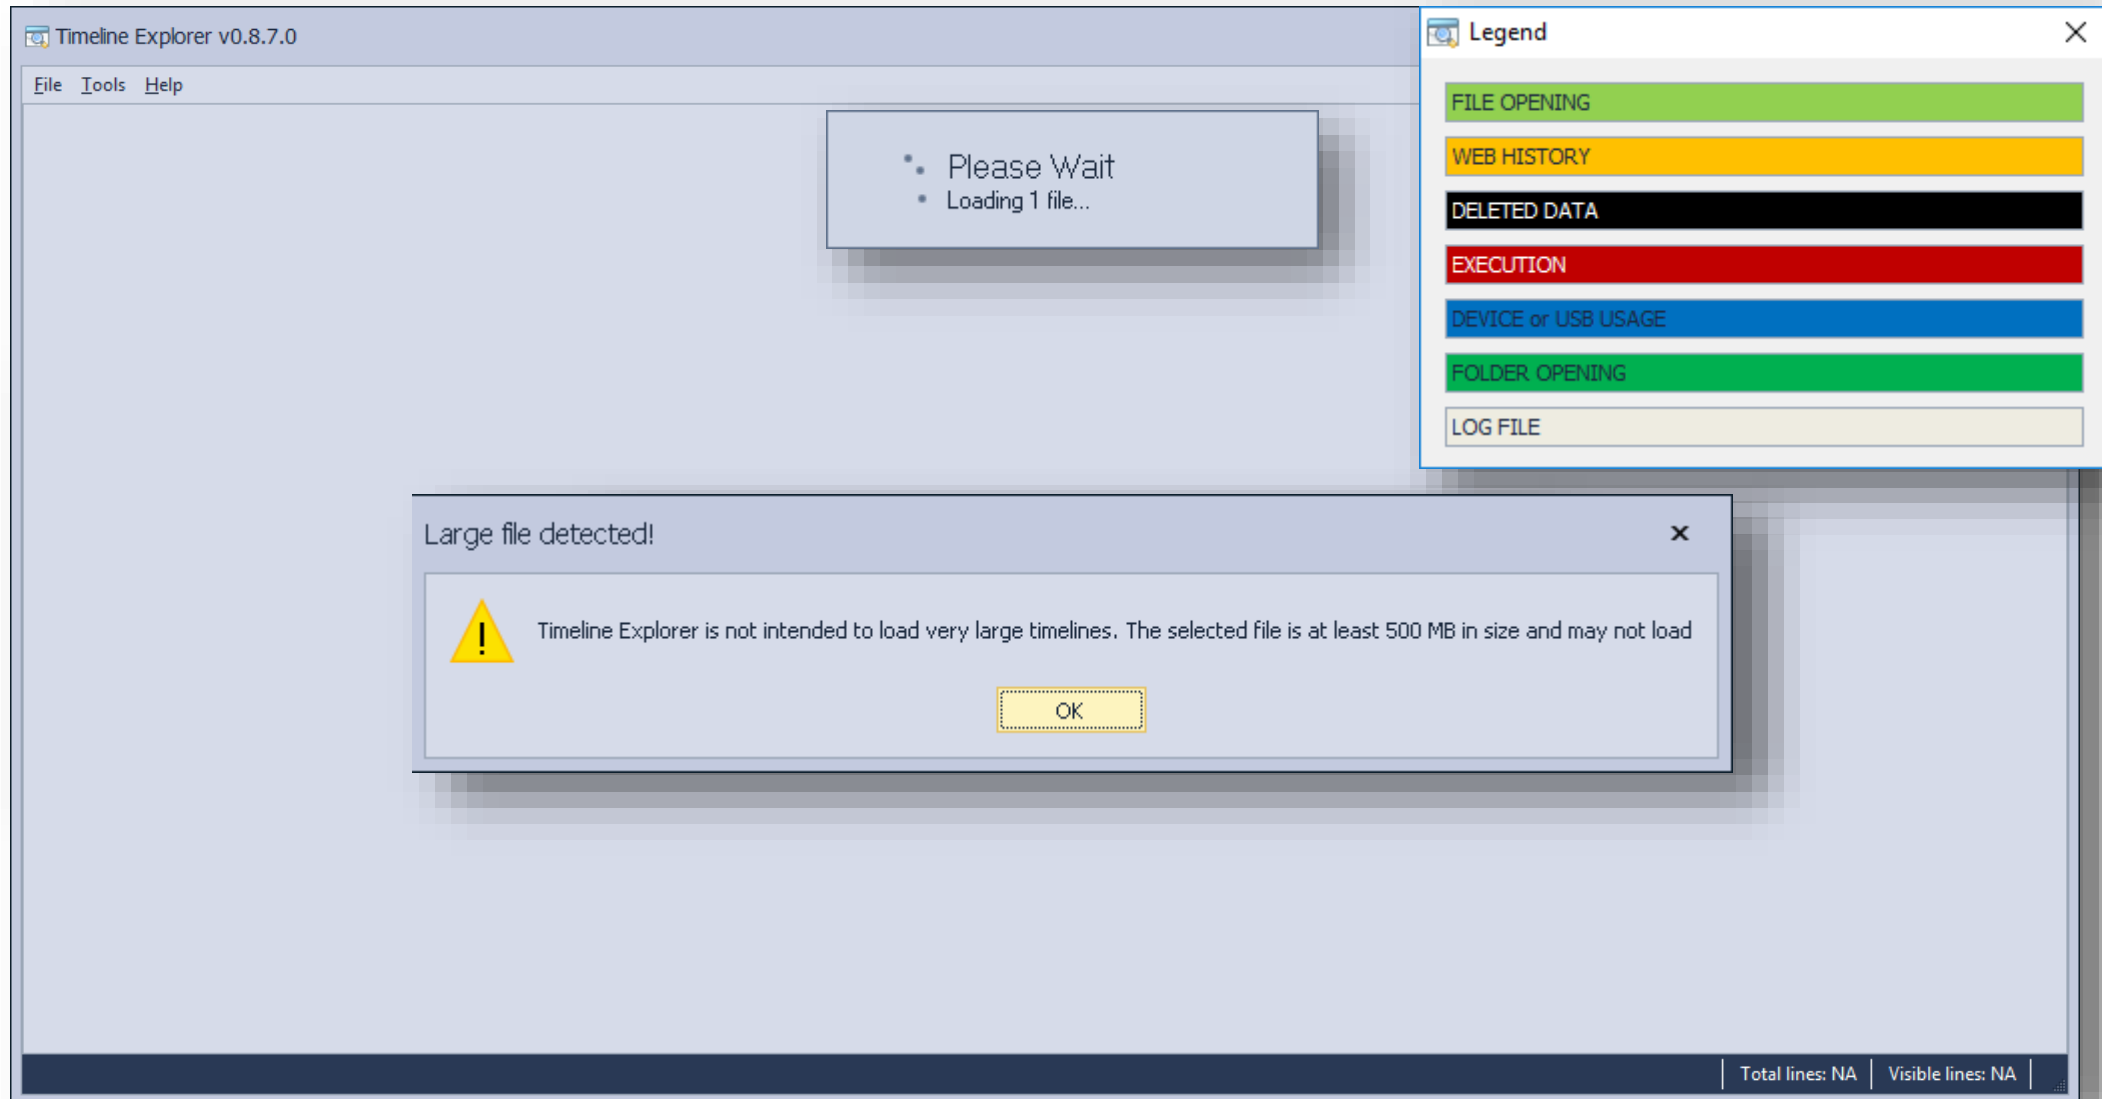 Timeline Explorer v0.8.7.0
File Tools Help
Please Wait
Loading 1 file...
Legend
FILE OPENING
WEB HISTORY
DELETED DATA
EXECUTION
DEVICE or USB USAGE
FOLDER OPENING
LOG FILE
Large file detected!
Timeline Explorer is not intended to load very large timelines. The selected file is at least 500 MB in size and may not load
OK
Total lines: NA Visible lines: NA